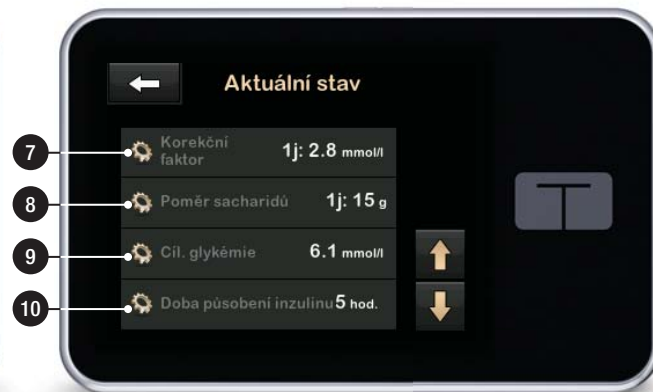 Aktuální stav
7
Korekční
faktor
1j: 2.8 mmol/l
8
Poměr sacharidů 1j: 15 g
9
Cíl. glykémie 6.1 mmol/l
10
Doba působení inzulinu 5 hod.